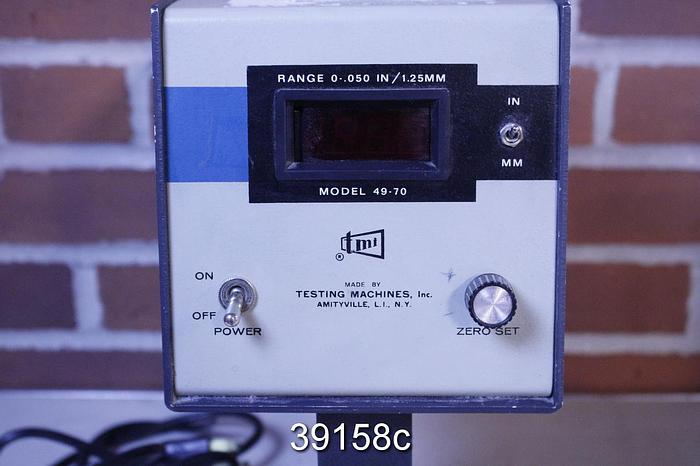 RANGE 0-.050 IN/1.25MM
IN
MM
MODEL 49-70
tmi
®
MADE BY
TESTING MACHINES, Inc.
AMITYVILLE, L.I., N.Y.
ON
OFF
POWER
ZERO SET
39158c